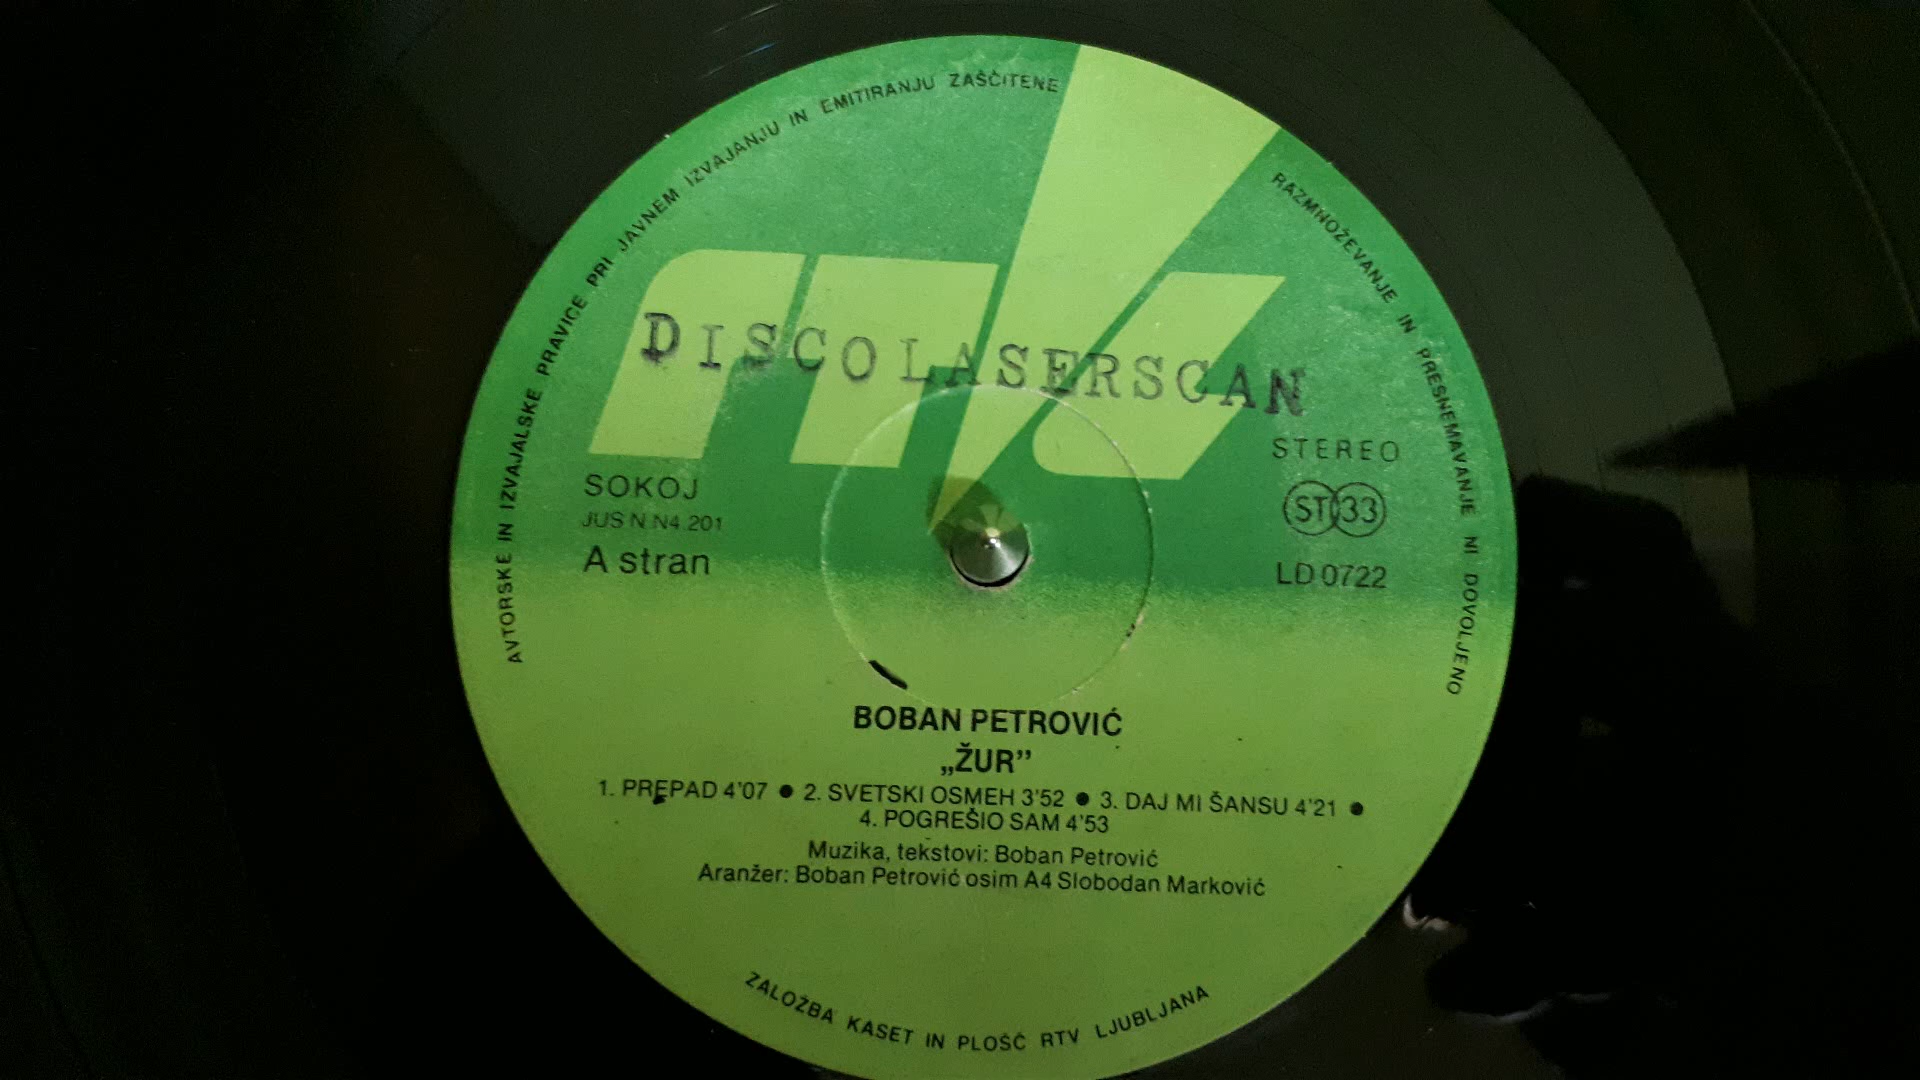 AVTORSKE IN IZVAJALSKE PRAVICE PRI JAVNEM IZVAJANJU IN EMITIRANJU ZAŠČITENE
RAZMNOŽEVANJE IN PRESNEMAVANJE NI DOVOLJENO
DISCOLASERSCAN
STEREO
SOKOJ
ST 33
JUS N N4.201
A stran
LD 0722
BOBAN PETROVIĆ
„ŽUR”
1. PREPAD 4'07 ● 2. SVETSKI OSMEH 3'52 ● 3. DAJ MI ŠANSU 4'21 ●
4. POGREŠIO SAM 4'53
Muzika, tekstovi: Boban Petrović
Aranžer: Boban Petrović osim A4 Slobodan Marković
ZALOŽBA KASET IN PLOŠČ RTV LJUBLJANA